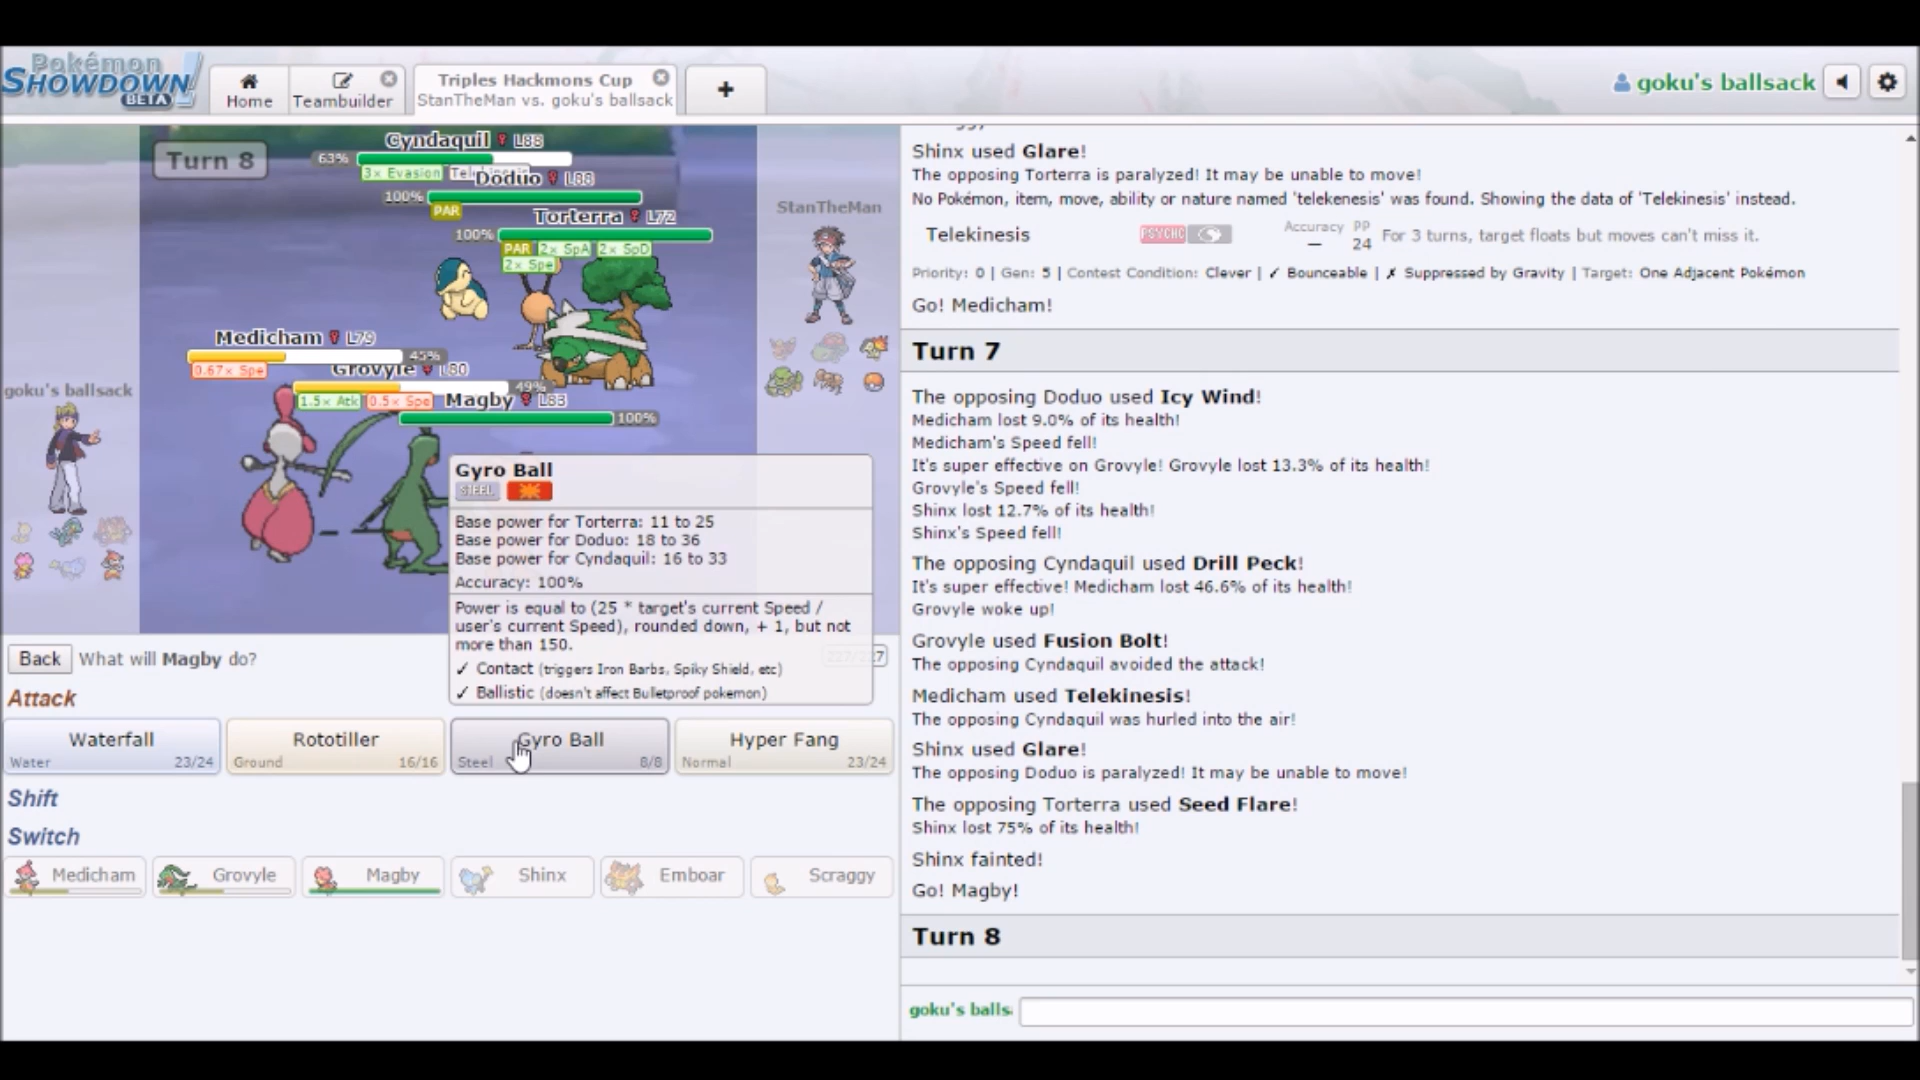 Pokémon
SHOWDOWN!
BETA
Home
Teambuilder
Triples Hackmons Cup
StanTheMan vs. goku's ballsack
+
goku's ballsack
Turn 8
Cyndaquil L88
63%
3x Evasion
Doduo L88
100%
PAR
Torterra L72
100%
PAR 2x SpA 2x SpD
2x Spe
StanTheMan
Medicham L79
45%
0.67x Spe
Grovyle L80
49%
1.5x Atk 0.5x Spe
Magby L83
100%
goku's ballsack
Gyro Ball
STEEL
Base power for Torterra: 11 to 25
Base power for Doduo: 18 to 36
Base power for Cyndaquil: 16 to 33
Accuracy: 100%
Power is equal to (25 * target's current Speed /
user's current Speed), rounded down, + 1, but not
more than 150.
✓ Contact (triggers Iron Barbs, Spiky Shield, etc)
✓ Ballistic (doesn't affect Bulletproof pokemon)
Back What will Magby do?
Attack
Waterfall
Water 23/24
Rototiller
Ground 16/16
Gyro Ball
Steel 8/8
Hyper Fang
Normal 23/24
Shift
Switch
Medicham
Grovyle
Magby
Shinx
Emboar
Scraggy
Shinx used Glare!
The opposing Torterra is paralyzed! It may be unable to move!
No Pokémon, item, move, ability or nature named 'telekenesis' was found. Showing the data of 'Telekinesis' instead.
Telekinesis PSYCHC Accuracy — PP 24 For 3 turns, target floats but moves can't miss it.
Priority: 0 | Gen: 5 | Contest Condition: Clever | ✓ Bounceable | ✗ Suppressed by Gravity | Target: One Adjacent Pokémon
Go! Medicham!
Turn 7
The opposing Doduo used Icy Wind!
Medicham lost 9.0% of its health!
Medicham's Speed fell!
It's super effective on Grovyle! Grovyle lost 13.3% of its health!
Grovyle's Speed fell!
Shinx lost 12.7% of its health!
Shinx's Speed fell!
The opposing Cyndaquil used Drill Peck!
It's super effective! Medicham lost 46.6% of its health!
Grovyle woke up!
Grovyle used Fusion Bolt!
The opposing Cyndaquil avoided the attack!
Medicham used Telekinesis!
The opposing Cyndaquil was hurled into the air!
Shinx used Glare!
The opposing Doduo is paralyzed! It may be unable to move!
The opposing Torterra used Seed Flare!
Shinx lost 75% of its health!
Shinx fainted!
Go! Magby!
Turn 8
goku's balls